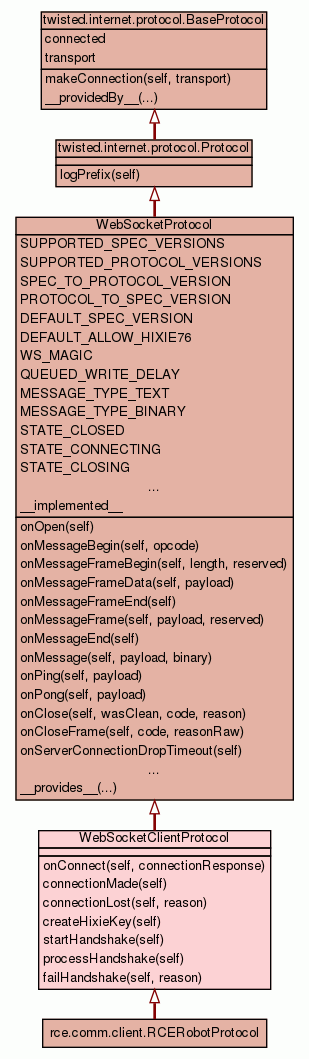 twisted.internet.protocol.BaseProtocol
connected
transport
makeConnection(self, transport)
__providedBy__(...)
twisted.internet.protocol.Protocol
logPrefix(self)
WebSocketProtocol
SUPPORTED_SPEC_VERSIONS
SUPPORTED_PROTOCOL_VERSIONS
SPEC_TO_PROTOCOL_VERSION
PROTOCOL_TO_SPEC_VERSION
DEFAULT_SPEC_VERSION
DEFAULT_ALLOW_HIXIE76
WS_MAGIC
QUEUED_WRITE_DELAY
MESSAGE_TYPE_TEXT
MESSAGE_TYPE_BINARY
STATE_CLOSED
STATE_CONNECTING
STATE_CLOSING
...
__implemented__
onOpen(self)
onMessageBegin(self, opcode)
onMessageFrameBegin(self, length, reserved)
onMessageFrameData(self, payload)
onMessageFrameEnd(self)
onMessageFrame(self, payload, reserved)
onMessageEnd(self)
onMessage(self, payload, binary)
onPing(self, payload)
onPong(self, payload)
onClose(self, wasClean, code, reason)
onCloseFrame(self, code, reasonRaw)
onServerConnectionDropTimeout(self)
...
__provides__(...)
WebSocketClientProtocol
onConnect(self, connectionResponse)
connectionMade(self)
connectionLost(self, reason)
createHixieKey(self)
startHandshake(self)
processHandshake(self)
failHandshake(self, reason)
rce.comm.client.RCERobotProtocol